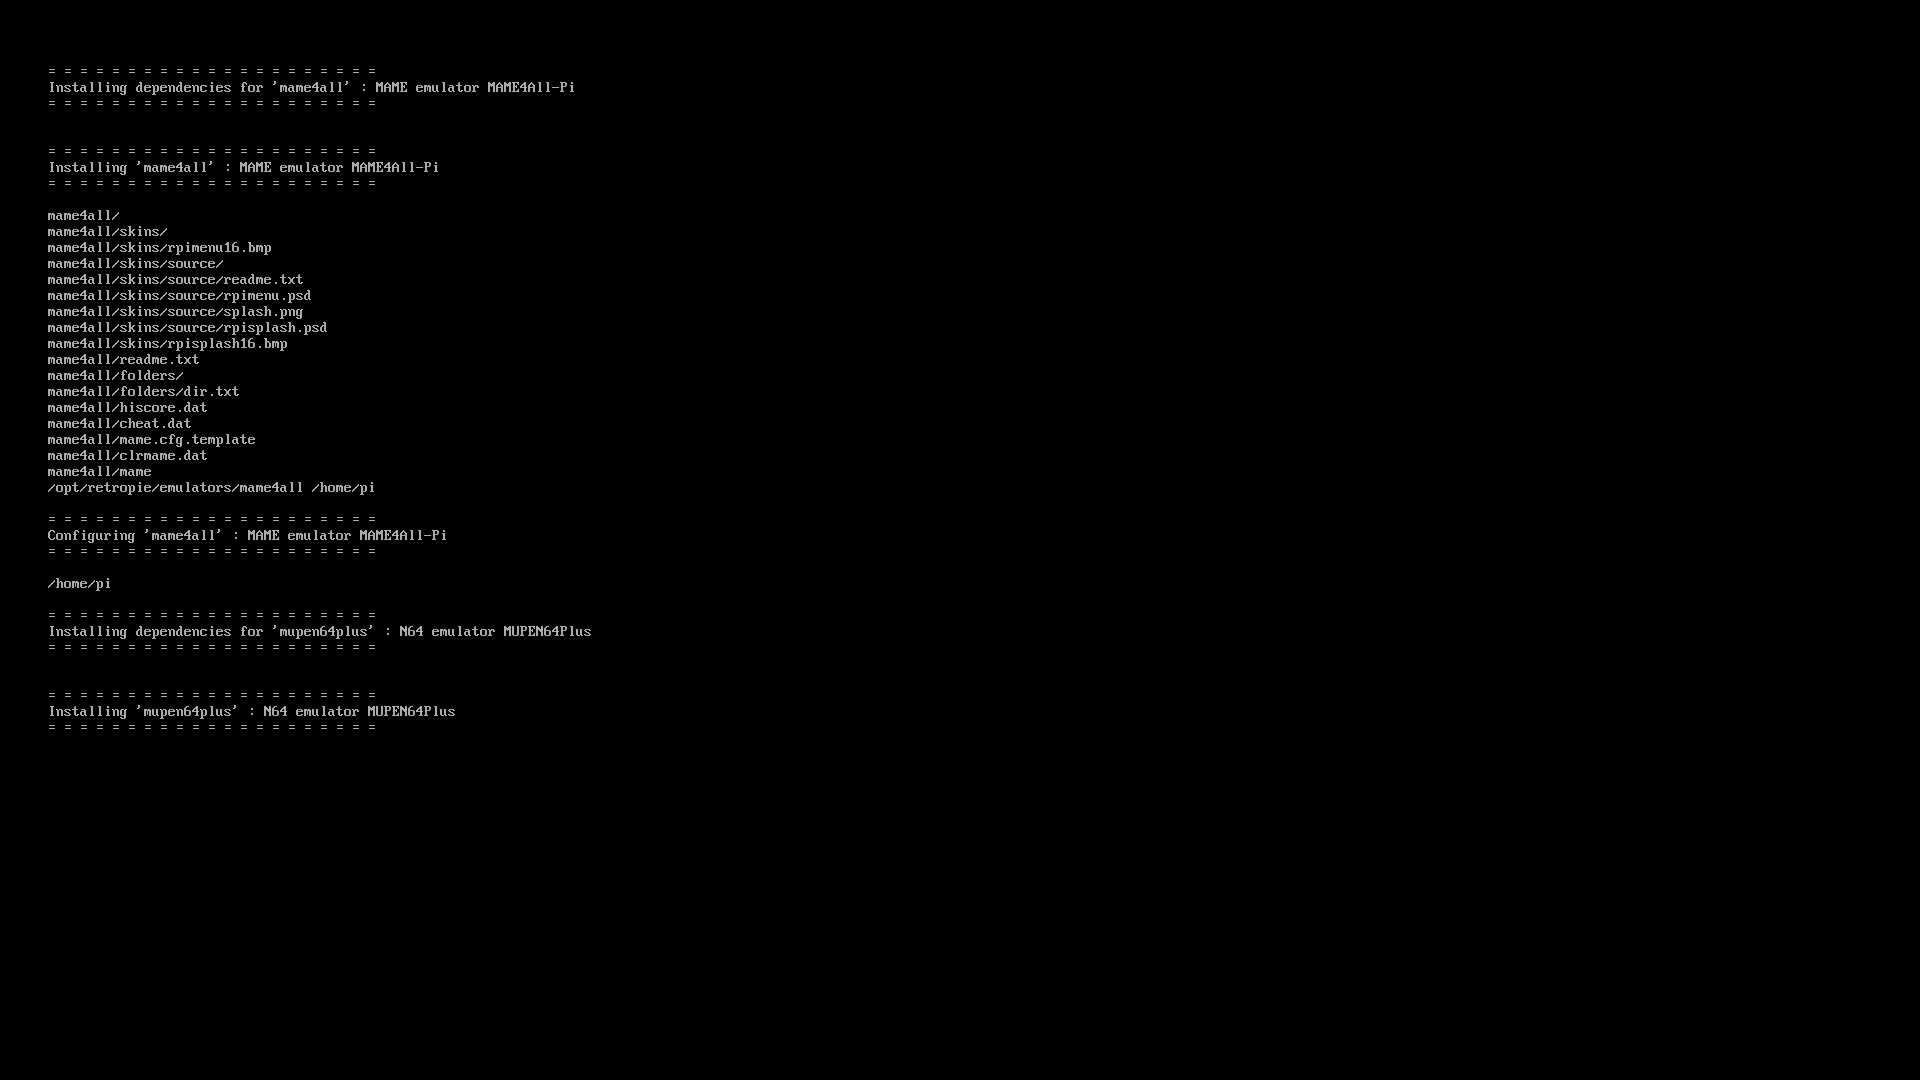 = = = = = = = = = = = = = = = = = = = = =
Installing dependencies for 'mame4all' : MAME emulator MAME4All-Pi
= = = = = = = = = = = = = = = = = = = = =
= = = = = = = = = = = = = = = = = = = = =
Installing 'mame4all' : MAME emulator MAME4All-Pi
= = = = = = = = = = = = = = = = = = = = =
mame4all/
mame4all/skins/
mame4all/skins/rpimenu16.bmp
mame4all/skins/source/
mame4all/skins/source/readme.txt
mame4all/skins/source/rpimenu.psd
mame4all/skins/source/splash.png
mame4all/skins/source/rpisplash.psd
mame4all/skins/rpisplash16.bmp
mame4all/readme.txt
mame4all/folders/
mame4all/folders/dir.txt
mame4all/hiscore.dat
mame4all/cheat.dat
mame4all/mame.cfg.template
mame4all/clrmame.dat
mame4all/mame
/opt/retropie/emulators/mame4all /home/pi
= = = = = = = = = = = = = = = = = = = = =
Configuring 'mame4all' : MAME emulator MAME4All-Pi
= = = = = = = = = = = = = = = = = = = = =
/home/pi
= = = = = = = = = = = = = = = = = = = = =
Installing dependencies for 'mupen64plus' : N64 emulator MUPEN64Plus
= = = = = = = = = = = = = = = = = = = = =
= = = = = = = = = = = = = = = = = = = = =
Installing 'mupen64plus' : N64 emulator MUPEN64Plus
= = = = = = = = = = = = = = = = = = = = =